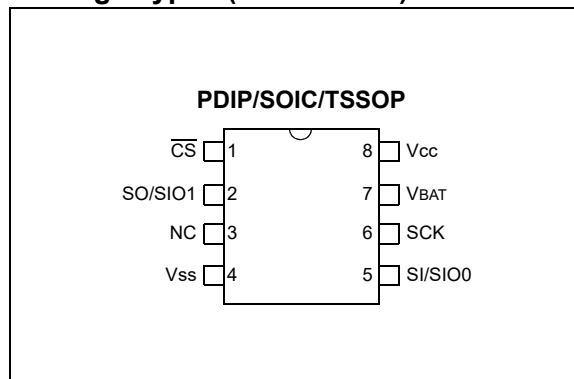 PDIP/SOIC/TSSOP
CS 1 8 Vcc
SO/SIO1 2 7 VBAT
NC 3 6 SCK
Vss 4 5 SI/SIO0